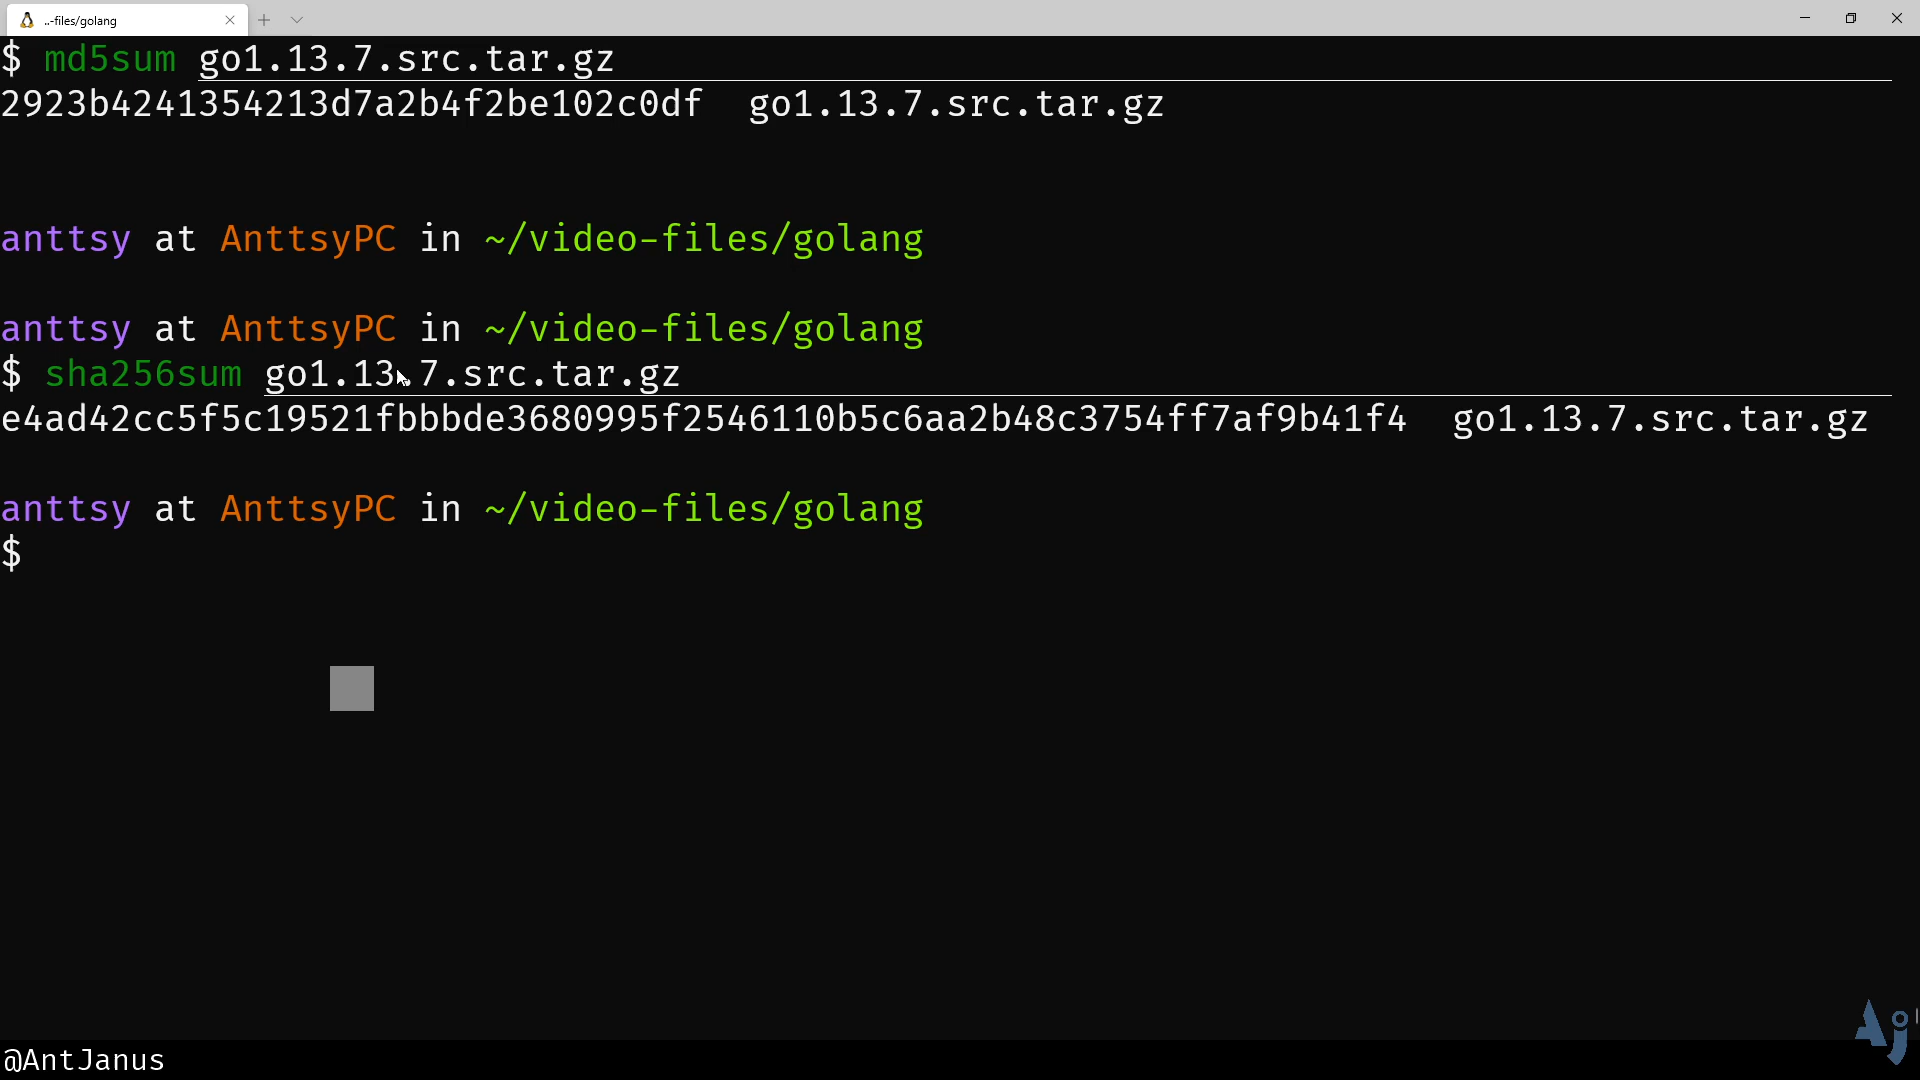 ..-files/golang
$ md5sum go1.13.7.src.tar.gz
2923b4241354213d7a2b4f2be102c0df  go1.13.7.src.tar.gz
anttsy at AnttsyPC in ~/video-files/golang
anttsy at AnttsyPC in ~/video-files/golang
$ sha256sum go1.13.7.src.tar.gz
e4ad42cc5f5c19521fbbbde3680995f2546110b5c6aa2b48c3754ff7af9b41f4  go1.13.7.src.tar.gz
anttsy at AnttsyPC in ~/video-files/golang
$
@AntJanus
Aj